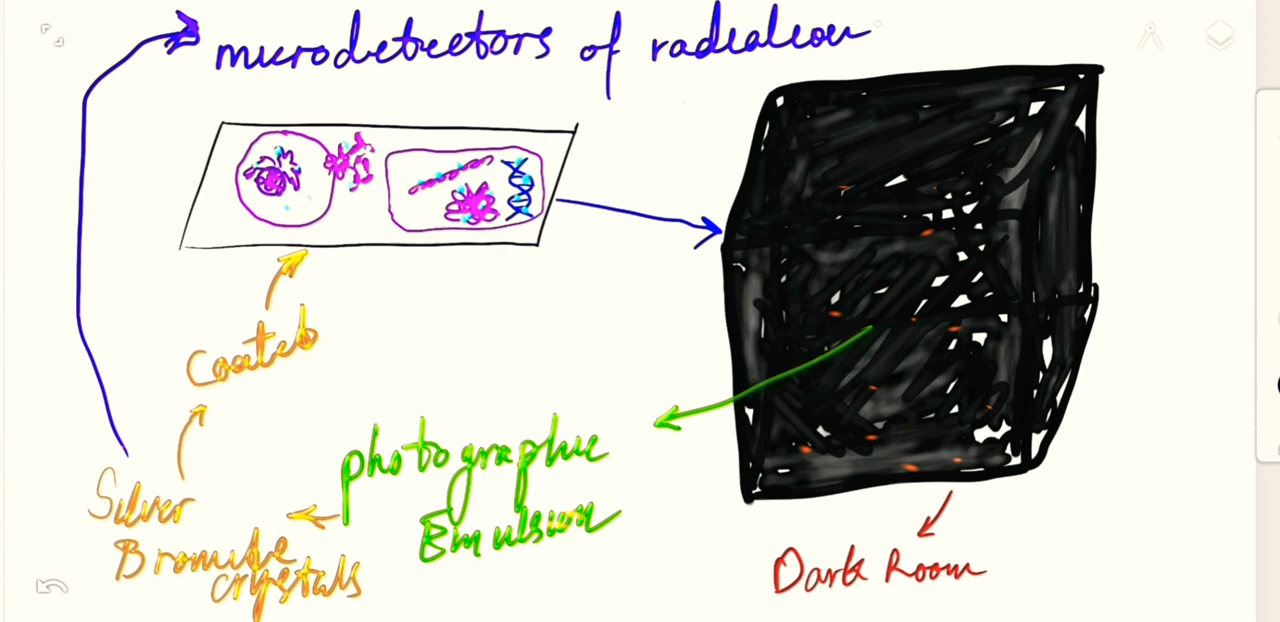 microdetectors of radiation
Coated
photographic
Emulsion
Silver
Bromide
crystals
Dark Room